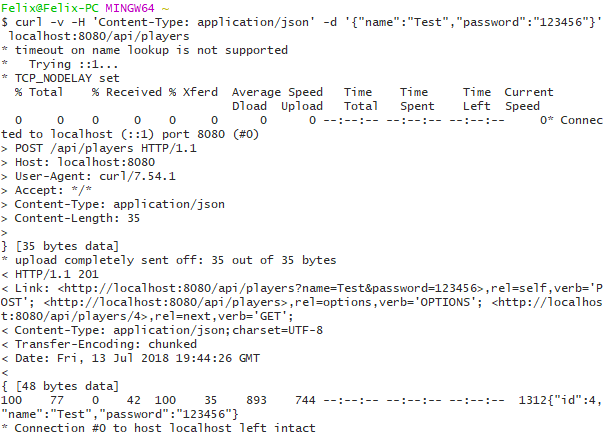 Felix@Felix-PC MINGW64 ~
$ curl -v -H 'Content-Type: application/json' -d '{"name":"Test","password":"123456"}'
 localhost:8080/api/players
* timeout on name lookup is not supported
*   Trying ::1...
* TCP_NODELAY set
  % Total    % Received % Xferd  Average Speed   Time    Time     Time  Current
                                 Dload  Upload   Total   Spent    Left  Speed
  0     0    0     0    0     0      0      0 --:--:-- --:--:-- --:--:--     0* Connec
ted to localhost (::1) port 8080 (#0)
> POST /api/players HTTP/1.1
> Host: localhost:8080
> User-Agent: curl/7.54.1
> Accept: */*
> Content-Type: application/json
> Content-Length: 35
>
} [35 bytes data]
* upload completely sent off: 35 out of 35 bytes
< HTTP/1.1 201
< Link: <http://localhost:8080/api/players?name=Test&password=123456>,rel=self,verb='P
OST'; <http://localhost:8080/api/players>,rel=options,verb='OPTIONS'; <http://localhos
t:8080/api/players/4>,rel=next,verb='GET';
< Content-Type: application/json;charset=UTF-8
< Transfer-Encoding: chunked
< Date: Fri, 13 Jul 2018 19:44:26 GMT
<
{ [48 bytes data]
100    77    0    42  100    35    893    744 --:--:-- --:--:-- --:--:--  1312{"id":4,
"name":"Test","password":"123456"}
* Connection #0 to host localhost left intact